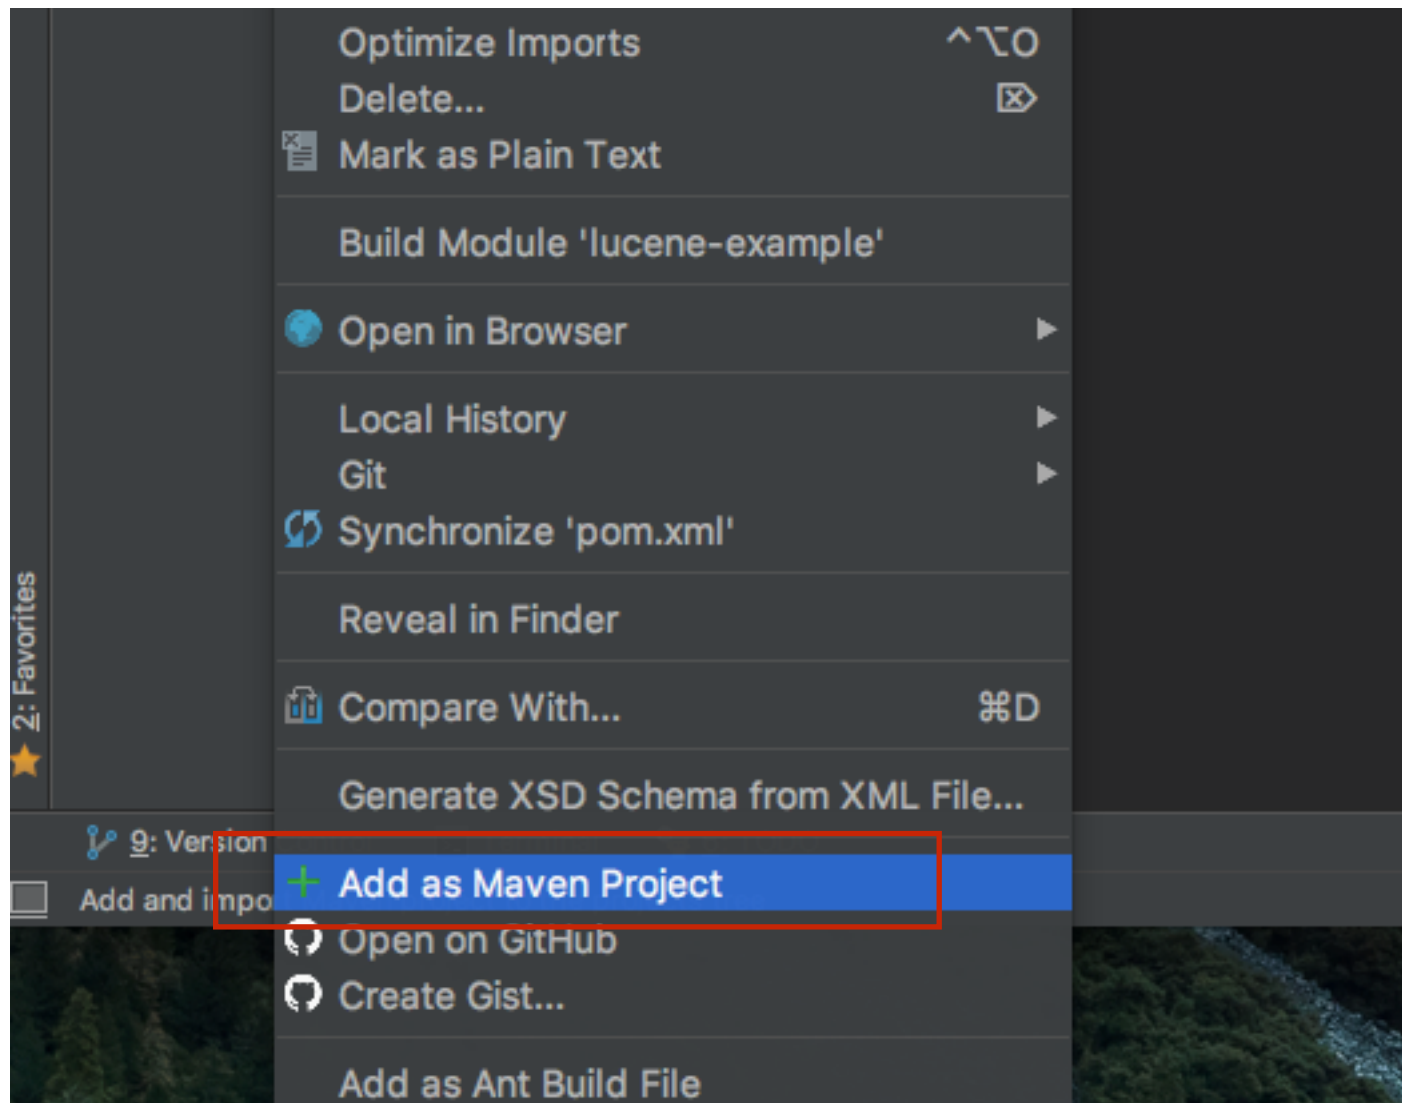 Optimize Imports ^⌥O
Delete... ⌦
Mark as Plain Text
Build Module 'lucene-example'
Open in Browser
Local History
Git
Synchronize 'pom.xml'
Reveal in Finder
Compare With... ⌘D
Generate XSD Schema from XML File...
Add as Maven Project
Open on GitHub
Create Gist...
Add as Ant Build File
2: Favorites
9: Version
Add and impo